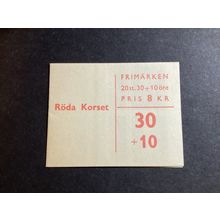 FRIMÄRKEN
20 st. 30 + 10 öre
PRIS 8 KR
Röda Korset
30
+ 10